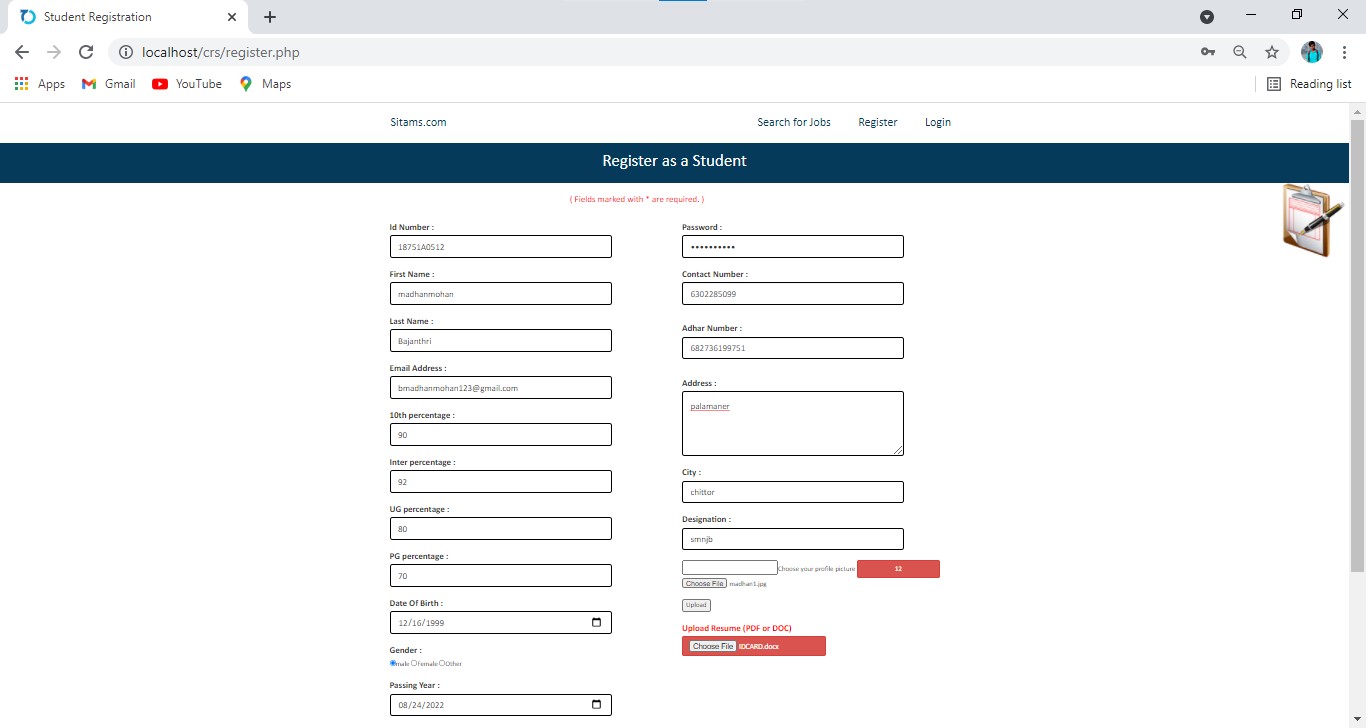 Student Registration
localhost/crs/register.php
Apps Gmail YouTube Maps Reading list
Sitams.com Search for Jobs Register Login
Register as a Student
( Fields marked with * are required. )
Id Number :
18751A0512
First Name :
madhanmohan
Last Name :
Bajanthri
Email Address :
bmadhanmohan123@gmail.com
10th percentage :
90
Inter percentage :
92
UG percentage :
80
PG percentage :
70
Date Of Birth :
12/16/1999
Gender :
male Female Other
Passing Year :
08/24/2022
Password :
••••••••••
Contact Number :
6302285099
Adhar Number :
682736199751
Address :
palamaner
City :
chittor
Designation :
smnjb
Choose your profile picture 12
Choose File madhan1.jpg
Upload
Upload Resume (PDF or DOC)
Choose File IDCARD.docx